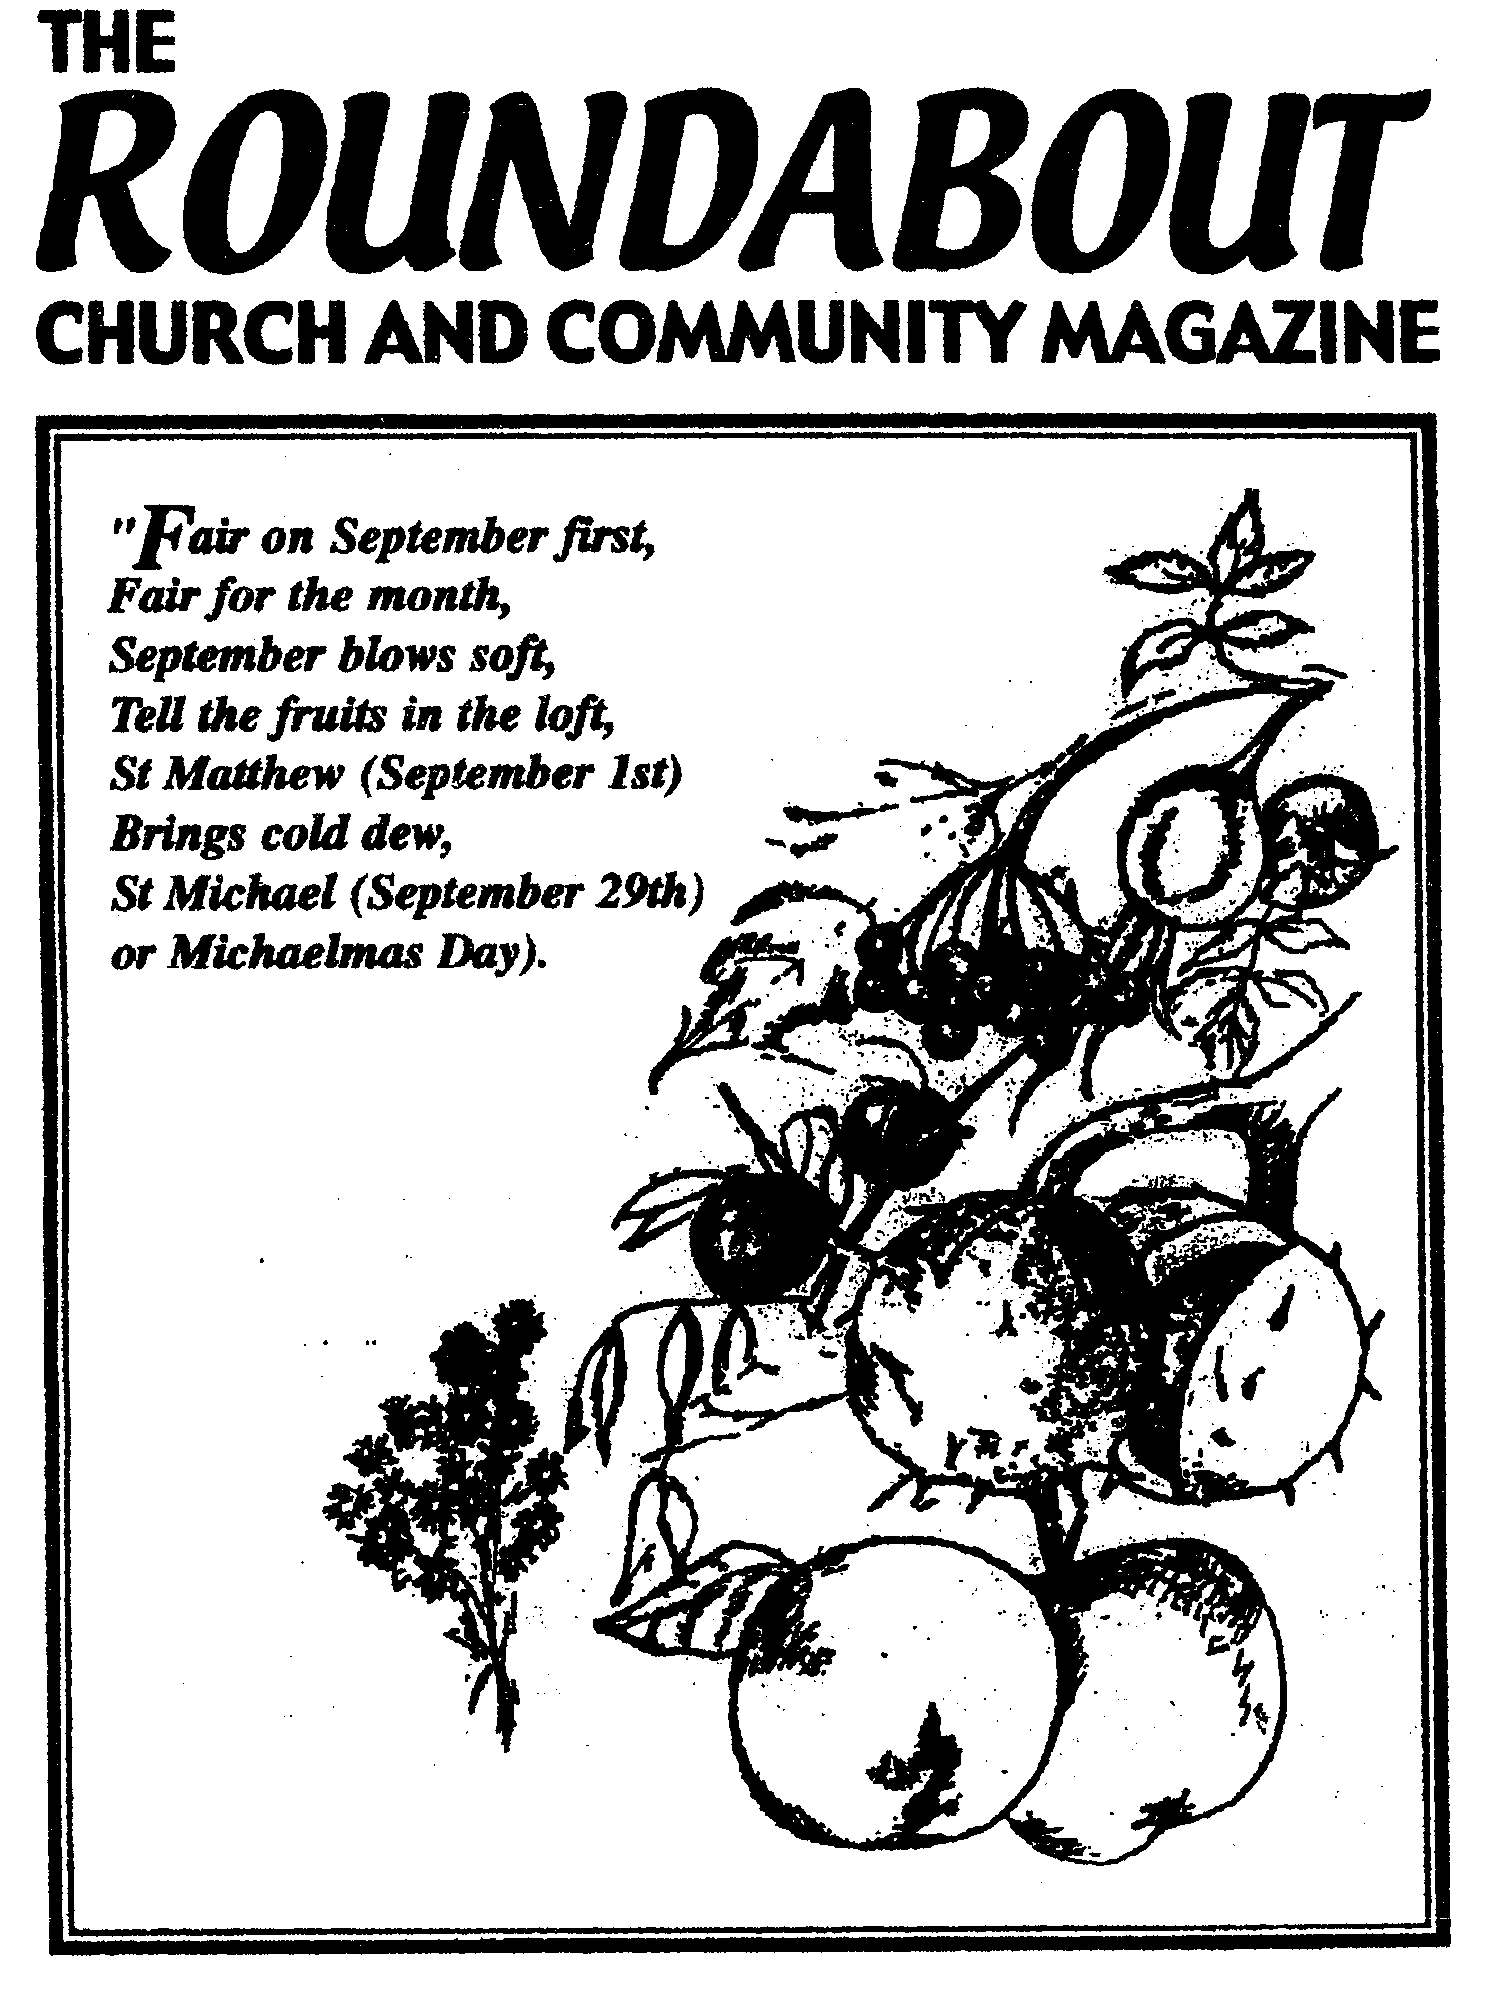 THE
ROUNDABOUT
CHURCH AND COMMUNITY MAGAZINE
"Fair on September first,
Fair for the month,
September blows soft,
Tell the fruits in the loft,
St Matthew (September 1st)
Brings cold dew,
St Michael (September 29th)
or Michaelmas Day).